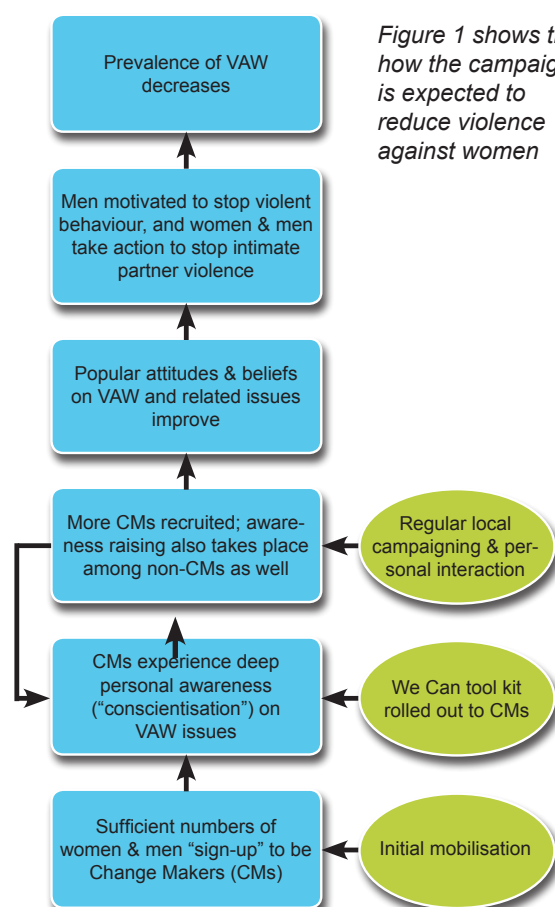 Prevalence of VAW
decreases
Figure 1 shows
how the campaig
is expected to
reduce violence
against women
Men motivated to stop violent
behaviour, and women & men
take action to stop intimate
partner violence
Popular attitudes & beliefs
on VAW and related issues
improve
More CMs recruited; aware-
ness raising also takes place
among non-CMs as well
Regular local
campaigning & per-
sonal interaction
CMs experience deep
personal awareness
(“conscientisation”) on
VAW issues
We Can tool kit
rolled out to CMs
Sufficient numbers of
women & men “sign-up” to be
Change Makers (CMs)
Initial mobilisation